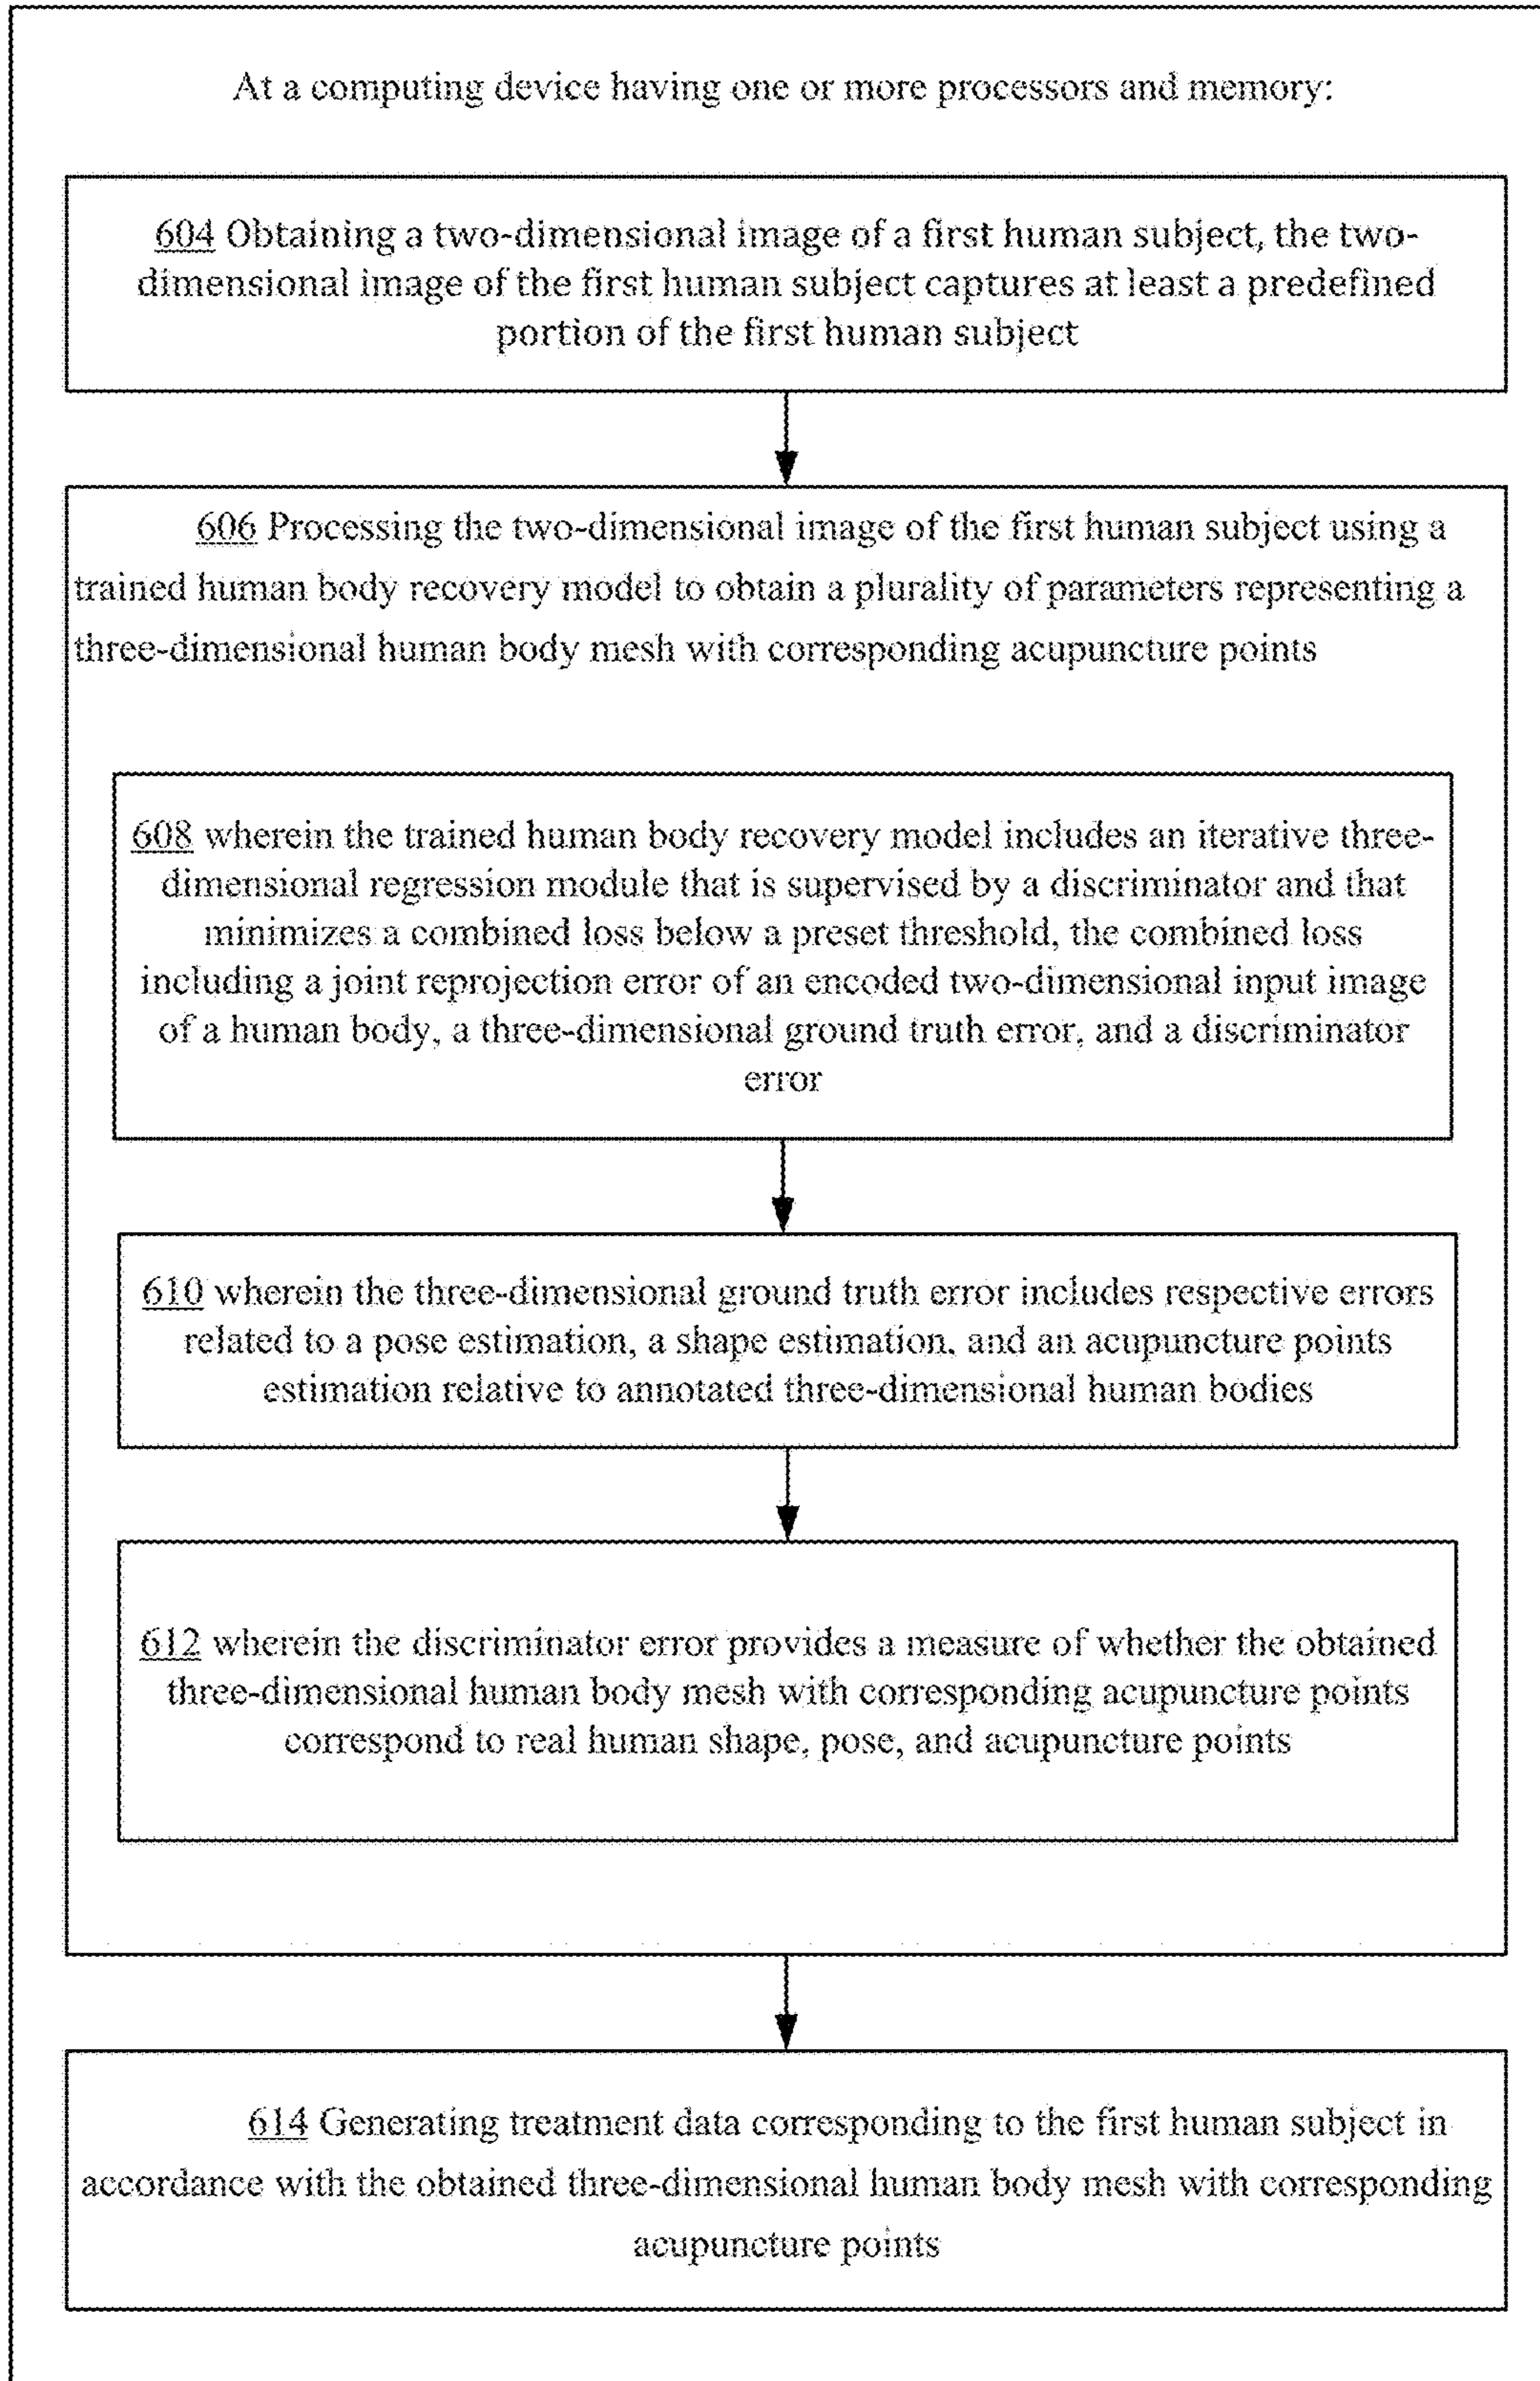 At a computing device having one or more processors and memory:
604 Obtaining a two-dimensional image of a first human subject, the two-
dimensional image of the first human subject captures at least a predefined
portion of the first human subject
606 Processing the two-dimensional image of the first human subject using a
trained human body recovery model to obtain a plurality of parameters representing a
three-dimensional human body mesh with corresponding acupuncture points
608 wherein the trained human body recovery model includes an iterative three-
dimensional regression module that is supervised by a discriminator and that
minimizes a combined loss below a preset threshold, the combined loss
including a joint reprojection error of an encoded two-dimensional input image
of a human body, a three-dimensional ground truth error, and a discriminator
error
610 wherein the three-dimensional ground truth error includes respective errors
related to a pose estimation, a shape estimation, and an acupuncture points
estimation relative to annotated three-dimensional human bodies
612 wherein the discriminator error provides a measure of whether the obtained
three-dimensional human body mesh with corresponding acupuncture points
correspond to real human shape, pose, and acupuncture points
614 Generating treatment data corresponding to the first human subject in
accordance with the obtained three-dimensional human body mesh with corresponding
acupuncture points